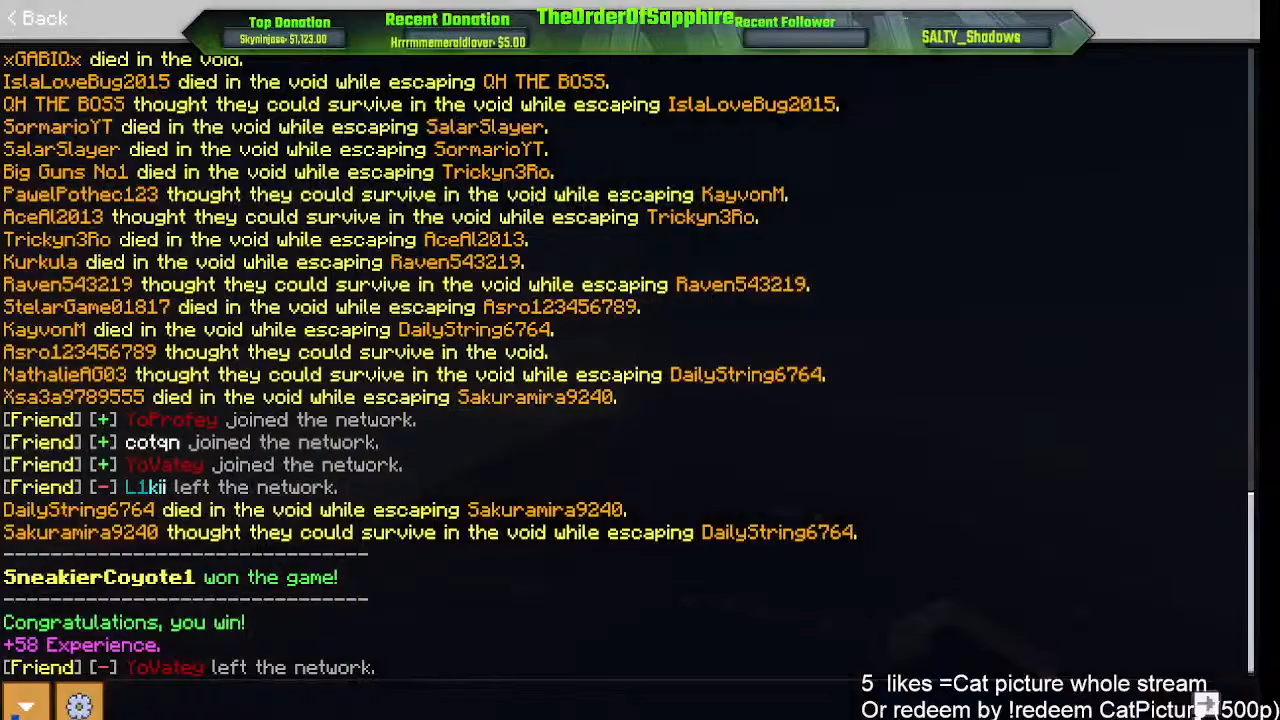 < Back
Top Donation
Skyninjass: $1,123.00
Recent Donation
Hrrrmmemeraldlover: $5.00
TheOrderOfSapphire
Recent Follower
SALTY_Shadows
xGABIQx died in the void.
IslaLoveBug2015 died in the void while escaping QH THE BOSS.
QH THE BOSS thought they could survive in the void while escaping IslaLoveBug2015.
SormarioYT died in the void while escaping SalarSlayer.
SalarSlayer died in the void while escaping SormarioYT.
Big Guns No1 died in the void while escaping Trickyn3Ro.
PawelPothec123 thought they could survive in the void while escaping KayvonM.
AceAl2013 thought they could survive in the void while escaping Trickyn3Ro.
Trickyn3Ro died in the void while escaping AceAl2013.
Kurkula died in the void while escaping Raven543219.
Raven543219 thought they could survive in the void while escaping Raven543219.
StelarGame01817 died in the void while escaping Asro123456789.
KayvonM died in the void while escaping DailyString6764.
Asro123456789 thought they could survive in the void.
NathalieAG03 thought they could survive in the void while escaping DailyString6764.
Xsa3a9789555 died in the void while escaping Sakuramira9240.
[Friend] [+] YoProfey joined the network.
[Friend] [+] cotqn joined the network.
[Friend] [+] YoVatey joined the network.
[Friend] [-] L1kii left the network.
DailyString6764 died in the void while escaping Sakuramira9240.
Sakuramira9240 thought they could survive in the void while escaping DailyString6764.
-------------------------------
SneakierCoyote1 won the game!
-------------------------------
Congratulations, you win!
+58 Experience.
[Friend] [-] YoVatey left the network.
5 likes =Cat picture whole stream
Or redeem by !redeem CatPicture (500p)